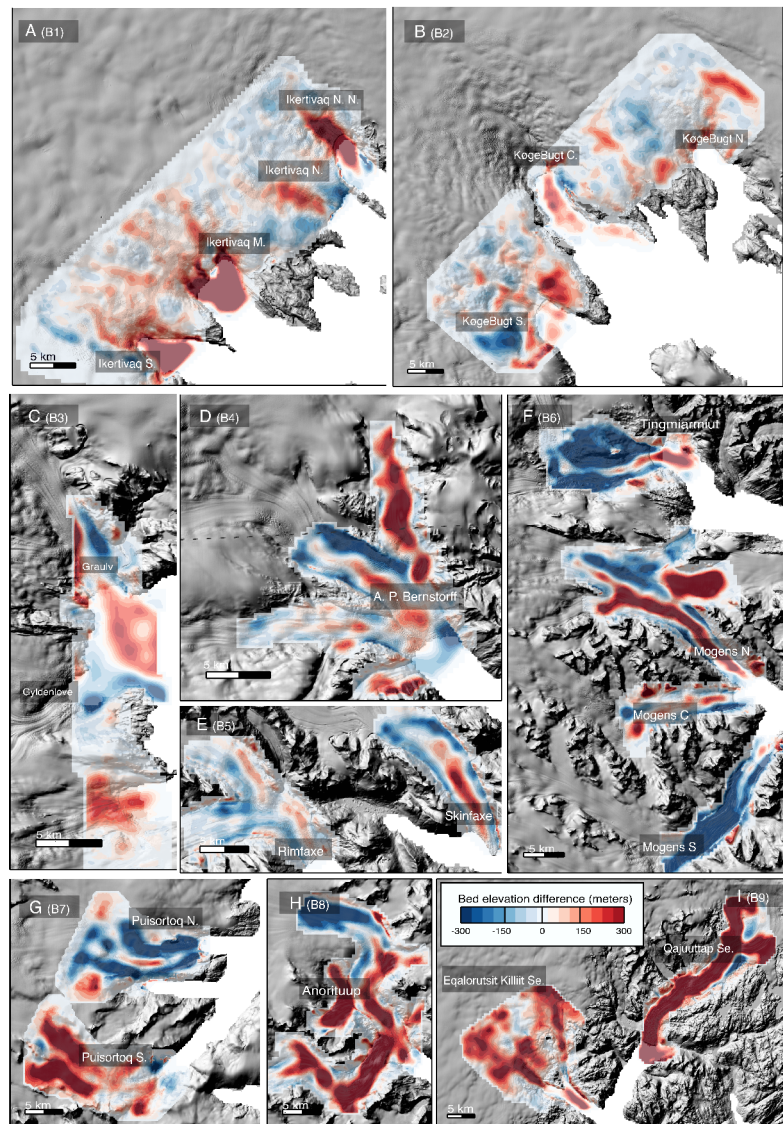 A (B1)
Ikertivaq N. N.
Ikertivaq N.
Ikertivaq M.
Ikertivaq S.
5 km
B (B2)
KøgeBugt N.
KøgeBugt C.
KøgeBugt S.
5 km
C (B3)
Graulv
Gyldenlove
5 km
D (B4)
A. P. Bernstorff
5 km
E (B5)
Skinfaxe
Rimfaxe
5 km
F (B6)
Tingmiarmiut
Mogens N
Mogens C
Mogens S
5 km
G (B7)
Puisortoq N.
Puisortoq S.
5 km
H (B8)
Anorituup
5 km
Bed elevation difference (meters)
-300 -150 0 150 300
I (B9)
Qajuuttap Se.
Eqalorutsit Killiit Se.
5 km